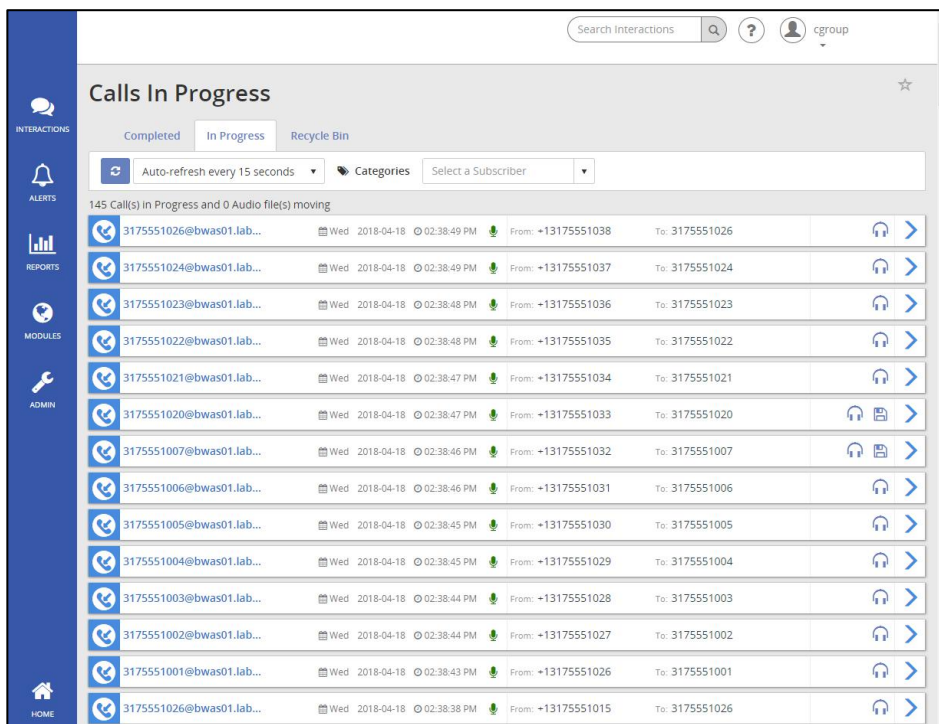 Search Interactions
?
cgroup
INTERACTIONS
ALERTS
REPORTS
MODULES
ADMIN
HOME
Calls In Progress
Completed In Progress Recycle Bin
Auto-refresh every 15 seconds Categories Select a Subscriber
145 Call(s) in Progress and 0 Audio file(s) moving
3175551026@bwas01.lab... Wed 2018-04-18 02:38:49 PM From: +13175551038 To: 3175551026
3175551024@bwas01.lab... Wed 2018-04-18 02:38:49 PM From: +13175551037 To: 3175551024
3175551023@bwas01.lab... Wed 2018-04-18 02:38:48 PM From: +13175551036 To: 3175551023
3175551022@bwas01.lab... Wed 2018-04-18 02:38:48 PM From: +13175551035 To: 3175551022
3175551021@bwas01.lab... Wed 2018-04-18 02:38:47 PM From: +13175551034 To: 3175551021
3175551020@bwas01.lab... Wed 2018-04-18 02:38:47 PM From: +13175551033 To: 3175551020
3175551007@bwas01.lab... Wed 2018-04-18 02:38:46 PM From: +13175551032 To: 3175551007
3175551006@bwas01.lab... Wed 2018-04-18 02:38:46 PM From: +13175551031 To: 3175551006
3175551005@bwas01.lab... Wed 2018-04-18 02:38:45 PM From: +13175551030 To: 3175551005
3175551004@bwas01.lab... Wed 2018-04-18 02:38:45 PM From: +13175551029 To: 3175551004
3175551003@bwas01.lab... Wed 2018-04-18 02:38:44 PM From: +13175551028 To: 3175551003
3175551002@bwas01.lab... Wed 2018-04-18 02:38:44 PM From: +13175551027 To: 3175551002
3175551001@bwas01.lab... Wed 2018-04-18 02:38:43 PM From: +13175551026 To: 3175551001
3175551026@bwas01.lab... Wed 2018-04-18 02:38:38 PM From: +13175551015 To: 3175551026